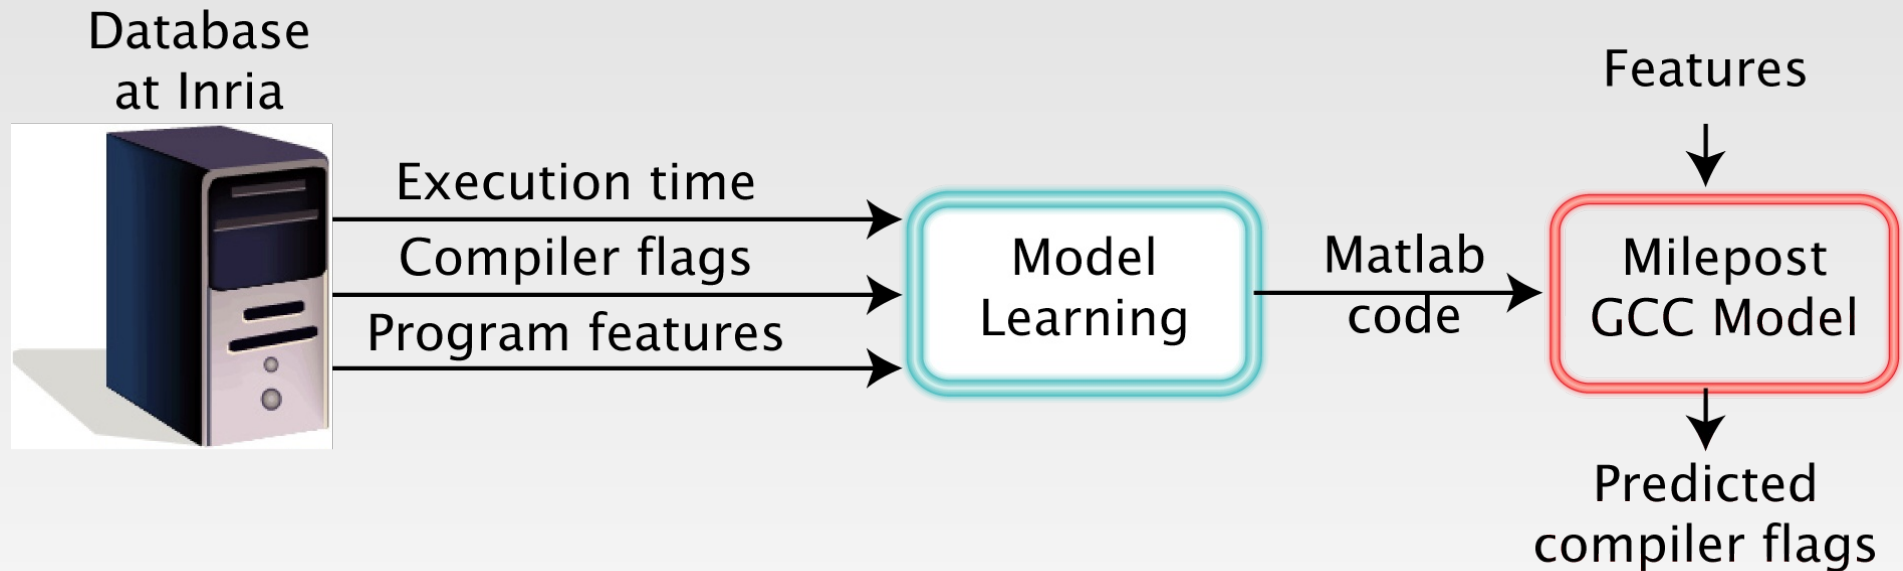 Database
at Inria
Execution time
Compiler flags
Program features
Model
Learning
Matlab
code
Features
Milepost
GCC Model
Predicted
compiler flags